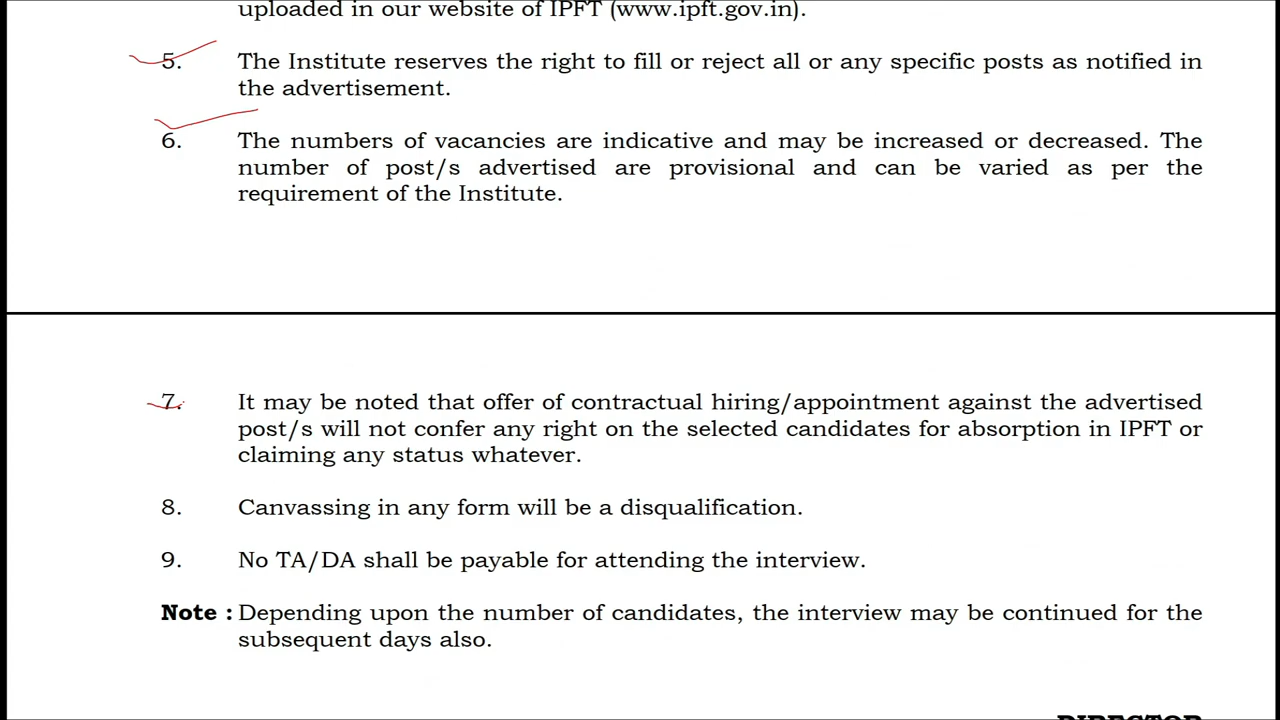 uploaded in our website of IPFT (www.ipft.gov.in).
5. The Institute reserves the right to fill or reject all or any specific posts as notified in
the advertisement.
6. The numbers of vacancies are indicative and may be increased or decreased. The
number of post/s advertised are provisional and can be varied as per the
requirement of the Institute.
7. It may be noted that offer of contractual hiring/appointment against the advertised
post/s will not confer any right on the selected candidates for absorption in IPFT or
claiming any status whatever.
8. Canvassing in any form will be a disqualification.
9. No TA/DA shall be payable for attending the interview.
Note : Depending upon the number of candidates, the interview may be continued for the
subsequent days also.
DIRECTOR